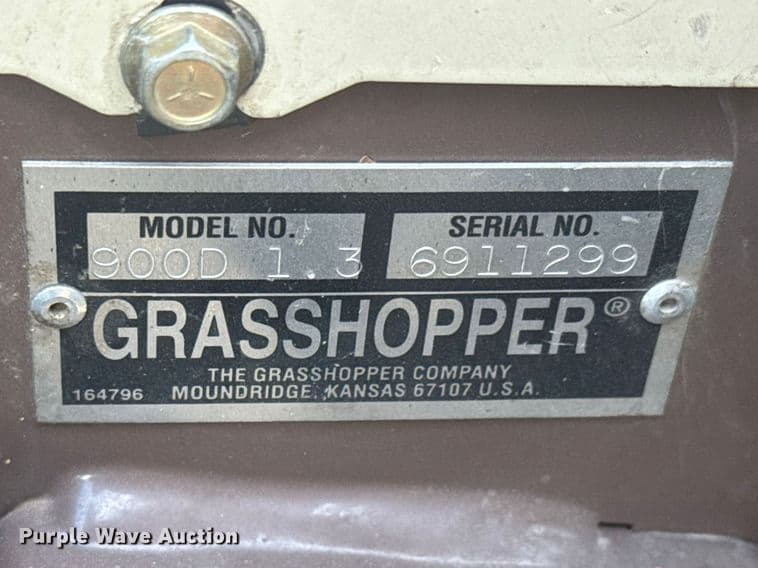 MODEL NO. SERIAL NO.
900D 1.3 6911299
GRASSHOPPER®
THE GRASSHOPPER COMPANY
164796 MOUNDRIDGE, KANSAS 67107 U.S.A.
Purple Wave Auction